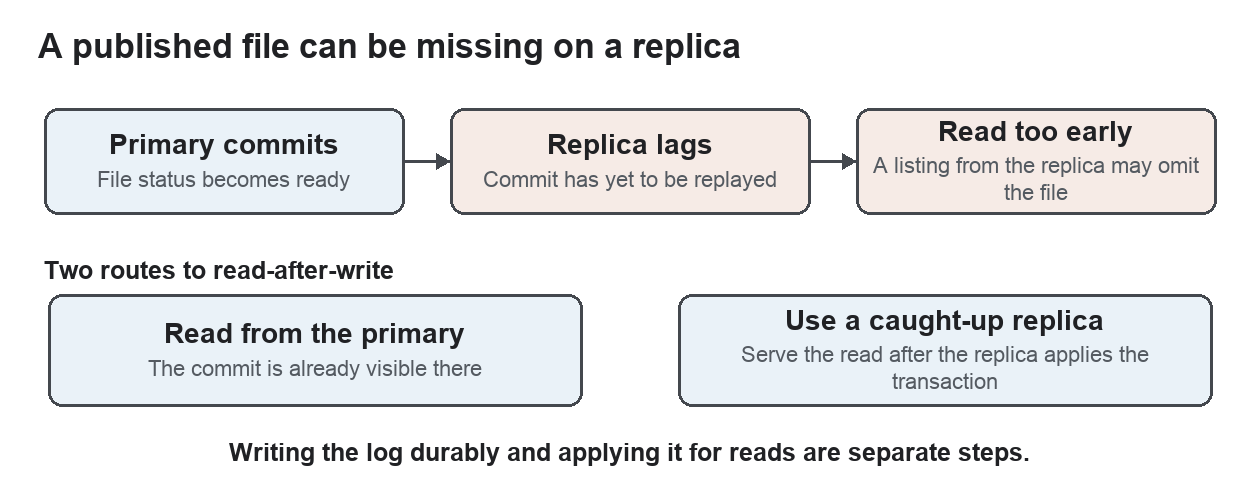 A published file can be missing on a replica
Primary commits
File status becomes ready
Replica lags
Commit has yet to be replayed
Read too early
A listing from the replica may omit
the file
Two routes to read-after-write
Read from the primary
The commit is already visible there
Use a caught-up replica
Serve the read after the replica applies the
transaction
Writing the log durably and applying it for reads are separate steps.